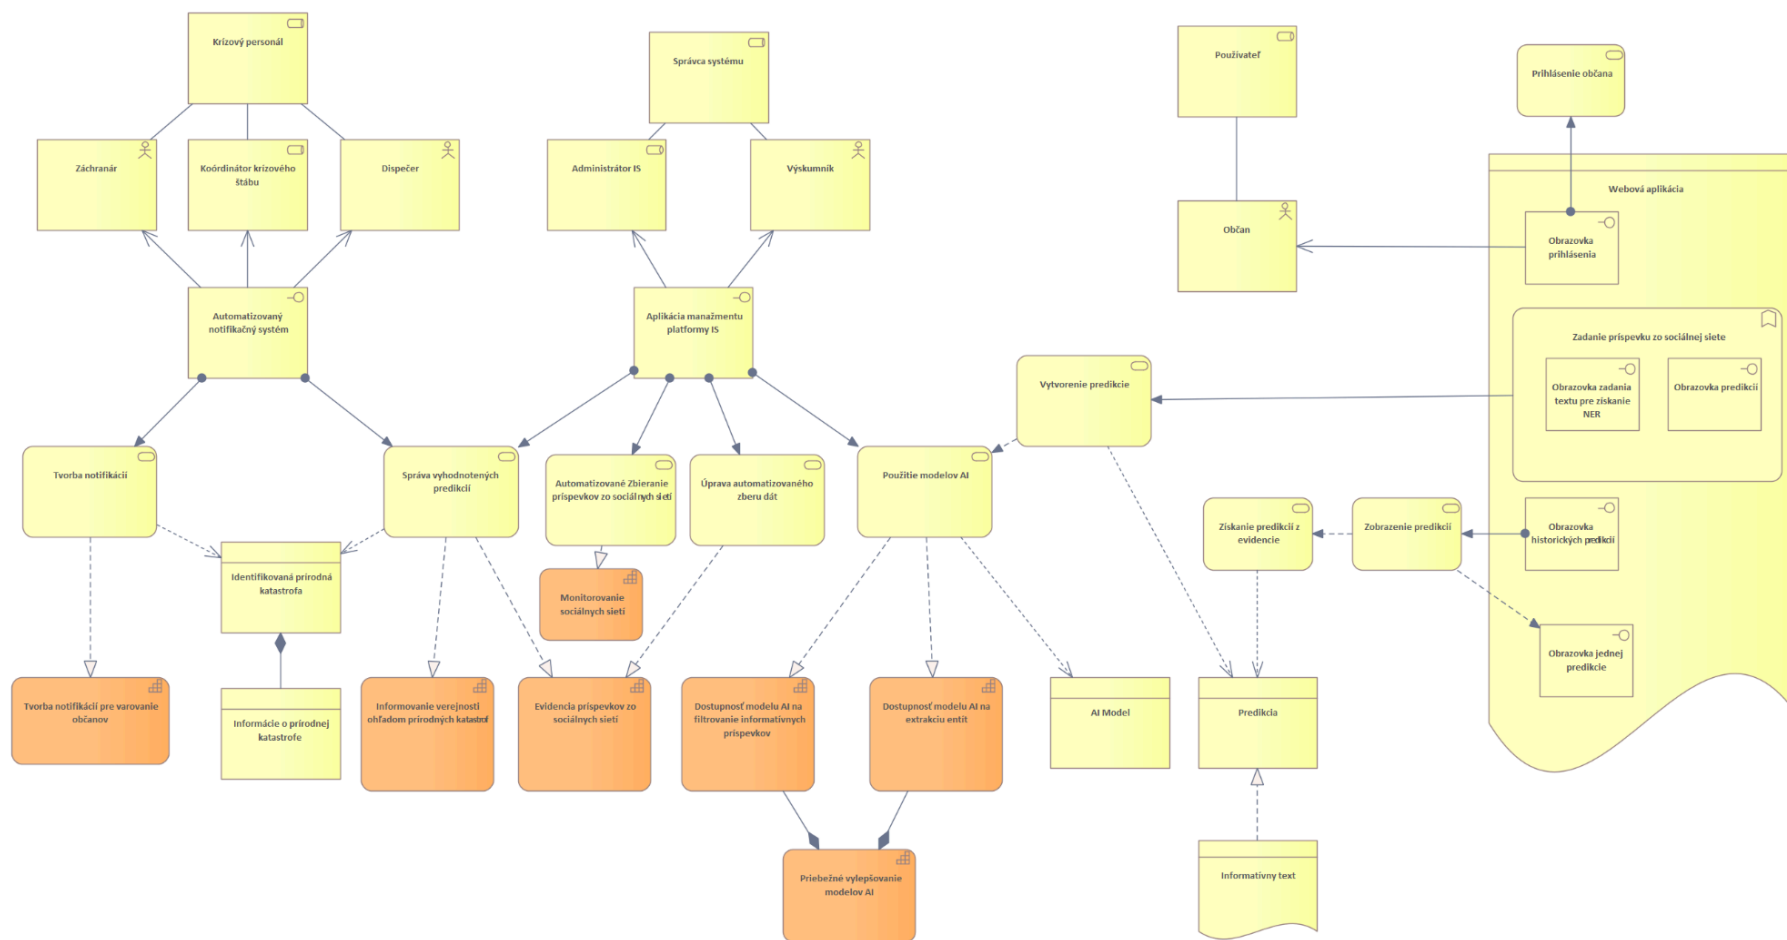 Krízový personál
Správca systému
Používateľ
Prihlásenie občana
Záchranár
Koórdinátor krízového
štábu
Dispečer
Administrátor IS
Výskumník
Občan
Webová aplikácia
Obrazovka
prihlásenia
Automatizovaný
notifikačný systém
Aplikácia manažmentu
platformy IS
Zadanie príspevku zo sociálnej siete
Obrazovka zadania
textu pre získanie
NER
Obrazovka predikcií
Vytvorenie predikcie
Tvorba notifikácií
Správa vyhodnotených
predikcií
Automatizované Zbieranie
príspevkov zo sociálnych sietí
Úprava automatizovaného
zberu dát
Použitie modelov AI
Získanie predikcií z
evidencie
Zobrazenie predikcií
Obrazovka
historických predikcií
Identifikovaná prírodná
katastrofa
Monitorovanie
sociálnych sietí
Obrazovka jednej
predikcie
Tvorba notifikácií pre varovanie
občanov
Informácie o prírodnej
katastrofe
Informovanie verejnosti
ohľadom prírodných katastrof
Evidencia príspevkov zo
sociálnych sietí
Dostupnosť modelu AI na
filtrovanie informatívnych
príspevkov
Dostupnosť modelu AI na
extrakciu entít
AI Model
Predikcia
Priebežné vylepšovanie
modelov AI
Informatívny text